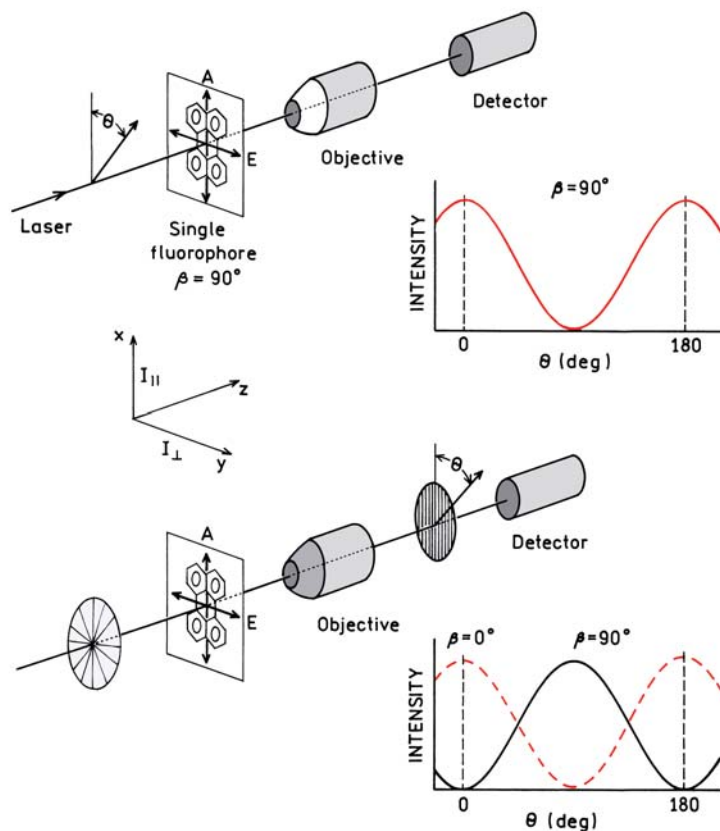 θ
A
E
Laser
Single
fluorophore
β = 90°
Objective
Detector
β = 90°
INTENSITY
0
180
θ (deg)
x
I||
z
I⊥
y
θ
A
E
Objective
Detector
β = 0°
β = 90°
INTENSITY
0
180
θ (deg)